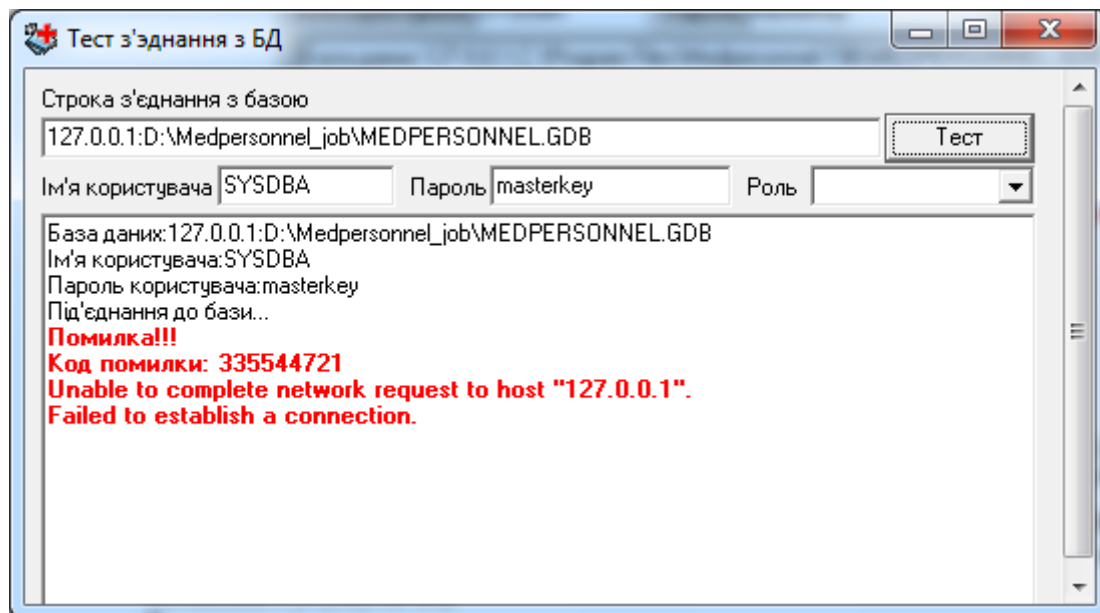 Тест з'эднання з БД
Строка з'єднання з базою
127.0.0.1:D:\Medpersonnel_job\MEDPERSONNEL.GDB Тест
Ім'я користувача SYSDBA Пароль masterkey Роль
База даних:127.0.0.1:D:\Medpersonnel_job\MEDPERSONNEL.GDB
Ім'я користувача:SYSDBA
Пароль користувача:masterkey
Під'єднання до бази...
Помилка!!!
Код помилки: 335544721
Unable to complete network request to host "127.0.0.1".
Failed to establish a connection.